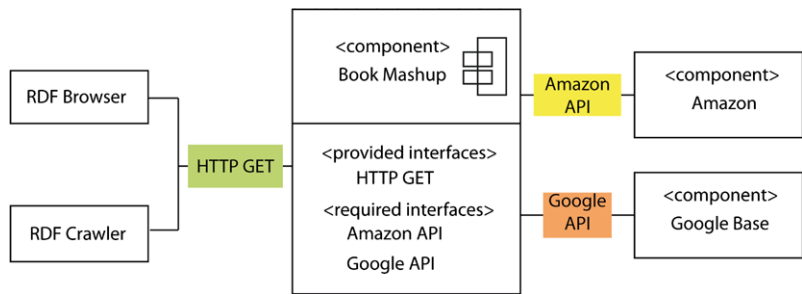 RDF Browser
RDF Crawler
HTTP GET
<component>
Book Mashup
<provided interfaces>
HTTP GET
<required interfaces>
Amazon API
Google API
Amazon
API
Google
API
<component>
Amazon
<component>
Google Base